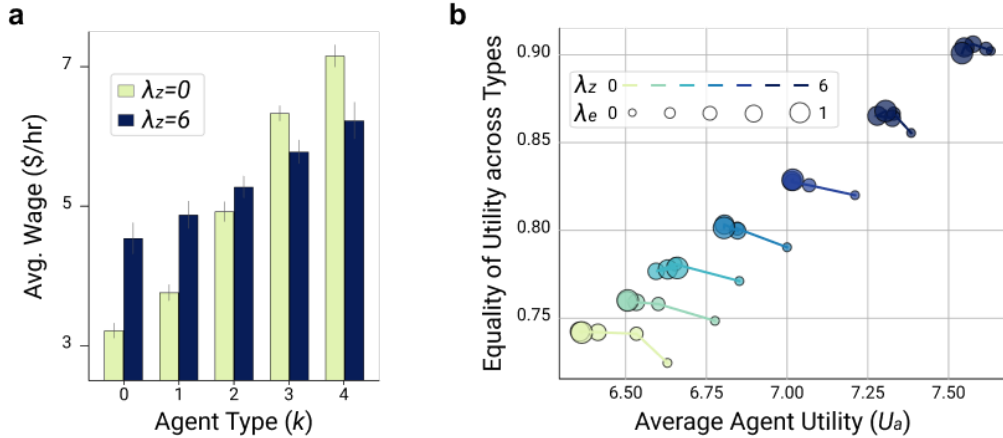 a
Avg. Wage ($/hr)
7
5
3
λz=0
λz=6
0 1 2 3 4
Agent Type (k)
b
Equality of Utility across Types
0.90
0.85
0.80
0.75
λz 0 6
λe 0 1
6.50 6.75 7.00 7.25 7.50
Average Agent Utility (Ua)